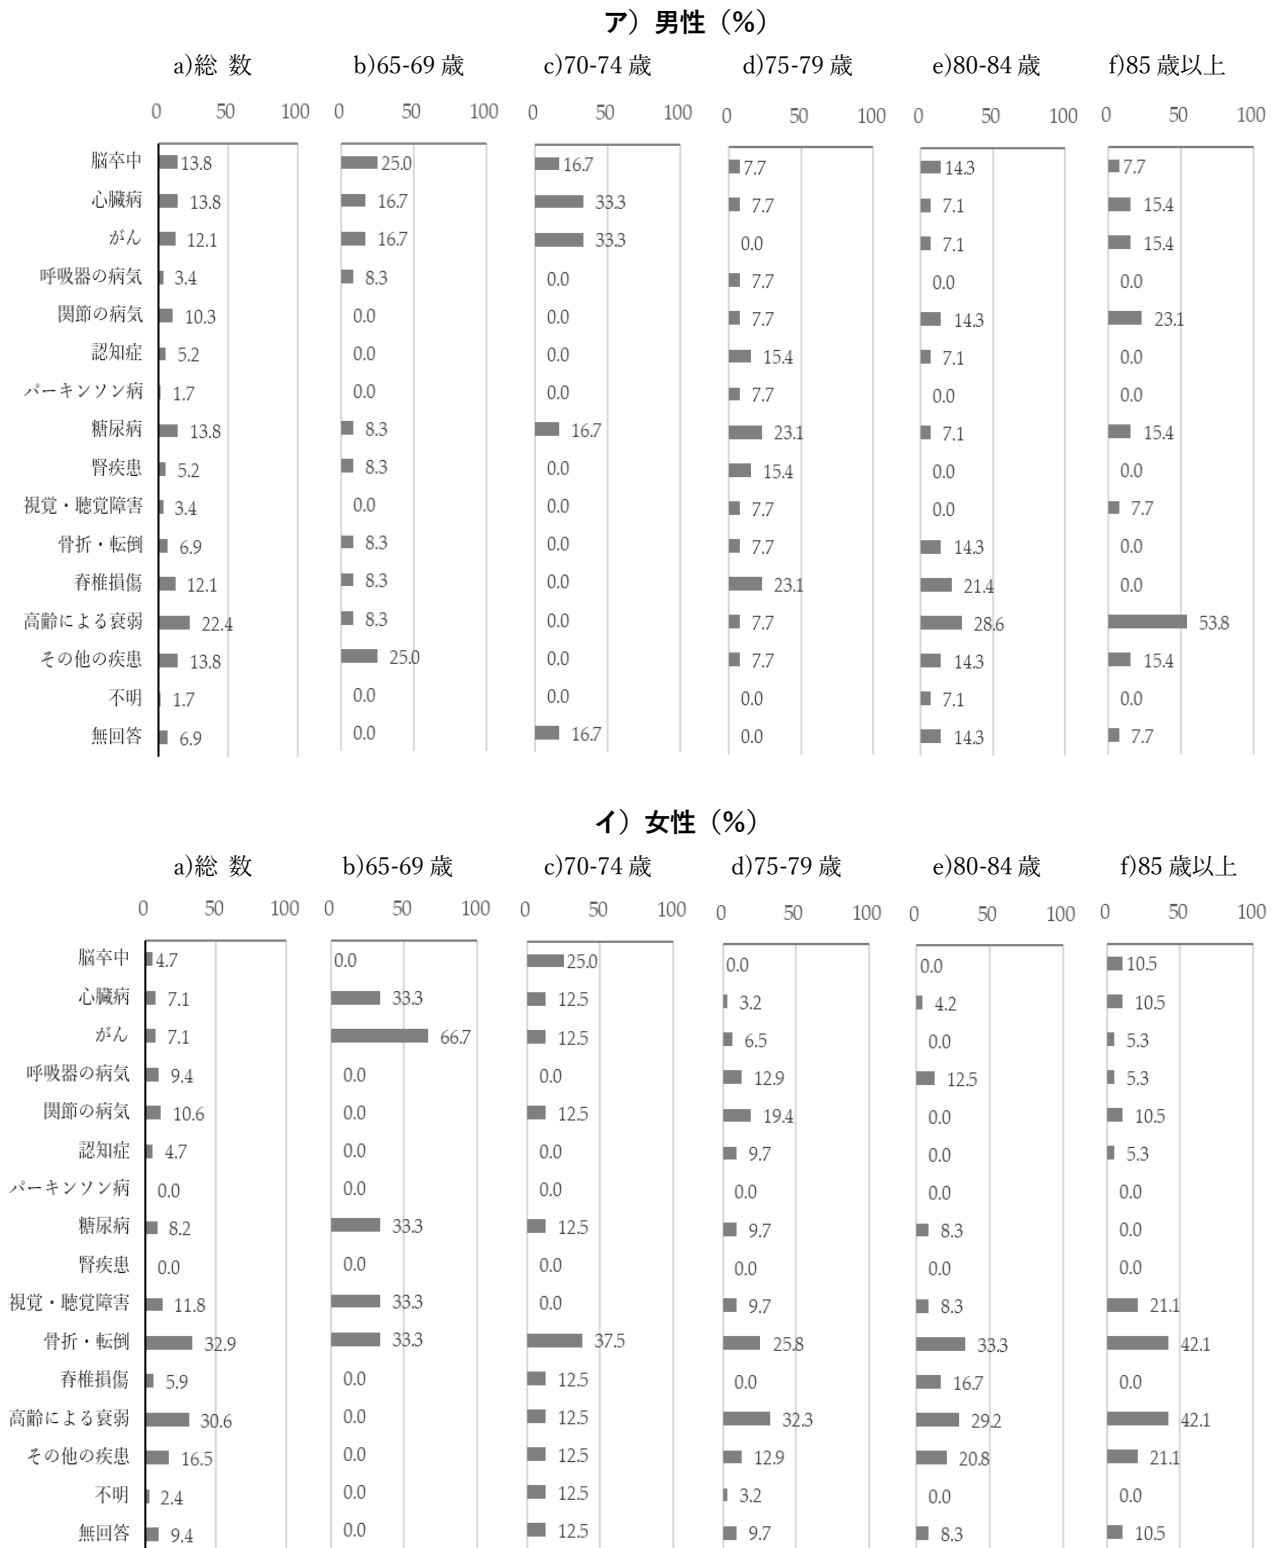 ア）男性（%）
a)総 数 b)65-69 歳 c)70-74 歳 d)75-79 歳 e)80-84 歳 f)85 歳以上
0 50 100 0 50 100 0 50 100 0 50 100 0 50 100 0 50 100
脳卒中 13.8 25.0 16.7 7.7 14.3 7.7
心臓病 13.8 16.7 33.3 7.7 7.1 15.4
がん 12.1 16.7 33.3 0.0 7.1 15.4
呼吸器の病気 3.4 8.3 0.0 7.7 0.0 0.0
関節の病気 10.3 0.0 0.0 7.7 14.3 23.1
認知症 5.2 0.0 0.0 15.4 7.1 0.0
パーキンソン病 1.7 0.0 0.0 7.7 0.0 0.0
糖尿病 13.8 8.3 16.7 23.1 7.1 15.4
腎疾患 5.2 8.3 0.0 15.4 0.0 0.0
視覚・聴覚障害 3.4 0.0 0.0 7.7 0.0 7.7
骨折・転倒 6.9 8.3 0.0 7.7 14.3 0.0
脊椎損傷 12.1 8.3 0.0 23.1 21.4 0.0
高齢による衰弱 22.4 8.3 0.0 7.7 28.6 53.8
その他の疾患 13.8 25.0 0.0 7.7 14.3 15.4
不明 1.7 0.0 0.0 0.0 7.1 0.0
無回答 6.9 0.0 16.7 0.0 14.3 7.7
イ）女性（%）
a)総 数 b)65-69 歳 c)70-74 歳 d)75-79 歳 e)80-84 歳 f)85 歳以上
0 50 100 0 50 100 0 50 100 0 50 100 0 50 100 0 50 100
脳卒中 4.7 0.0 25.0 0.0 0.0 10.5
心臓病 7.1 33.3 12.5 3.2 4.2 10.5
がん 7.1 66.7 12.5 6.5 0.0 5.3
呼吸器の病気 9.4 0.0 0.0 12.9 12.5 5.3
関節の病気 10.6 0.0 12.5 19.4 0.0 10.5
認知症 4.7 0.0 0.0 9.7 0.0 5.3
パーキンソン病 0.0 0.0 0.0 0.0 0.0 0.0
糖尿病 8.2 33.3 12.5 9.7 8.3 0.0
腎疾患 0.0 0.0 0.0 0.0 0.0 0.0
視覚・聴覚障害 11.8 33.3 0.0 9.7 8.3 21.1
骨折・転倒 32.9 33.3 37.5 25.8 33.3 42.1
脊椎損傷 5.9 0.0 12.5 0.0 16.7 0.0
高齢による衰弱 30.6 0.0 12.5 32.3 29.2 42.1
その他の疾患 16.5 0.0 12.5 12.9 20.8 21.1
不明 2.4 0.0 12.5 3.2 0.0 0.0
無回答 9.4 0.0 12.5 9.7 8.3 10.5